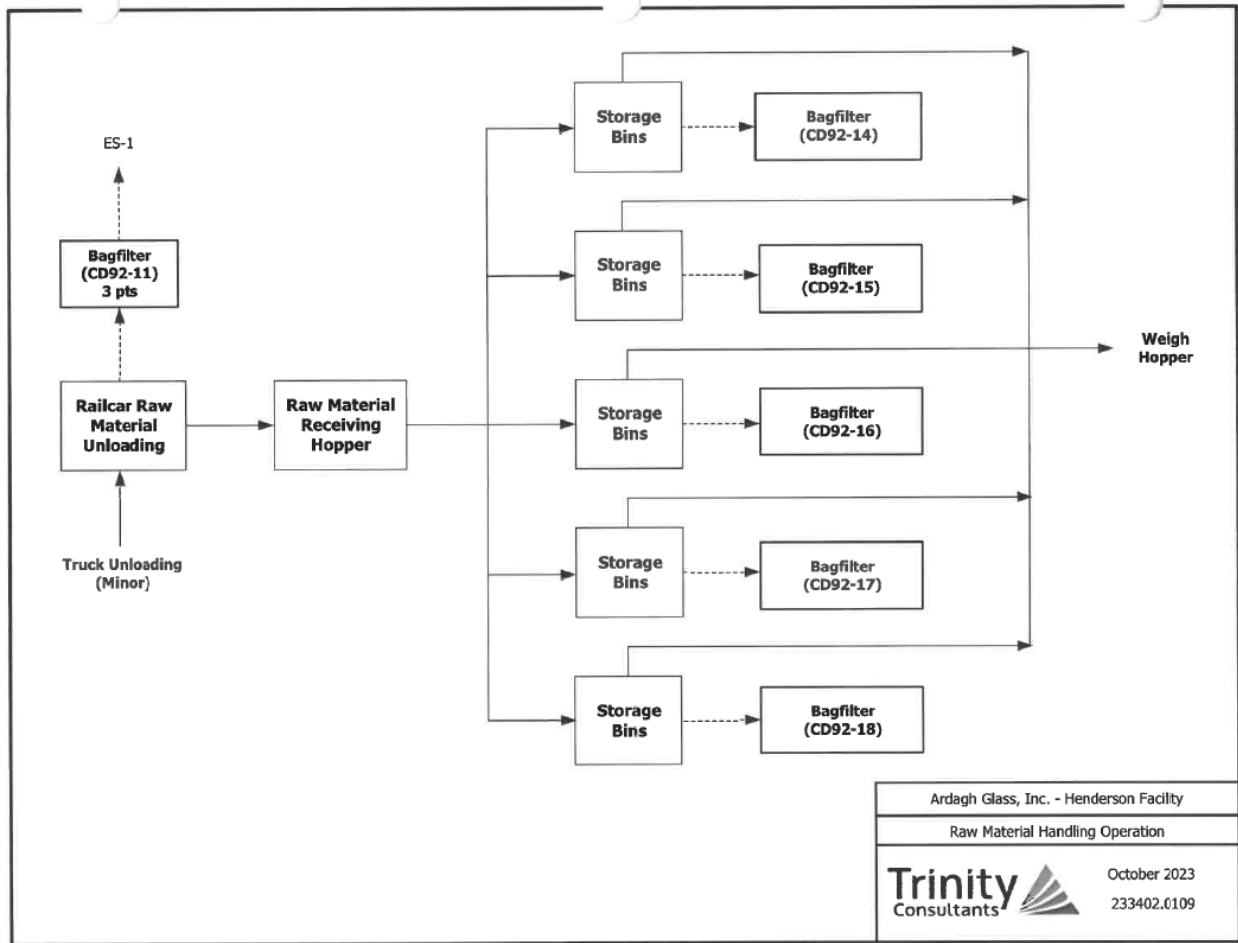 ES-1
Bagfilter
(CD92-11)
3 pts
Railcar Raw
Material
Unloading
Truck Unloading
(Minor)
Raw Material
Receiving
Hopper
Storage
Bins
Bagfilter
(CD92-14)
Storage
Bins
Bagfilter
(CD92-15)
Storage
Bins
Bagfilter
(CD92-16)
Storage
Bins
Bagfilter
(CD92-17)
Storage
Bins
Bagfilter
(CD92-18)
Weigh
Hopper
Ardagh Glass, Inc. - Henderson Facility
Raw Material Handling Operation
Trinity
Consultants
October 2023
233402.0109